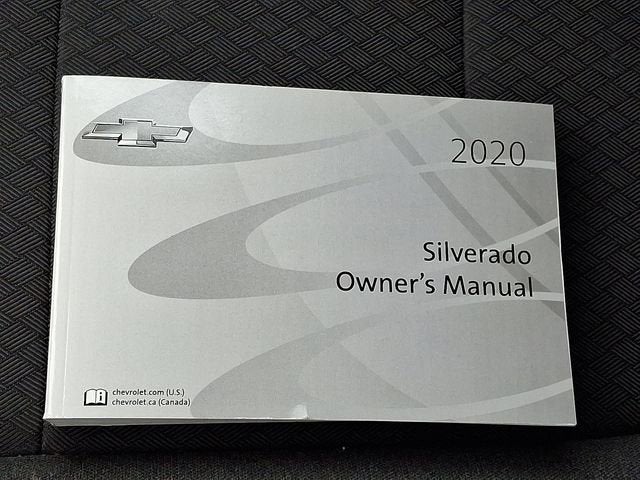 2020
Silverado
Owner's Manual
chevrolet.com (U.S.)
chevrolet.ca (Canada)